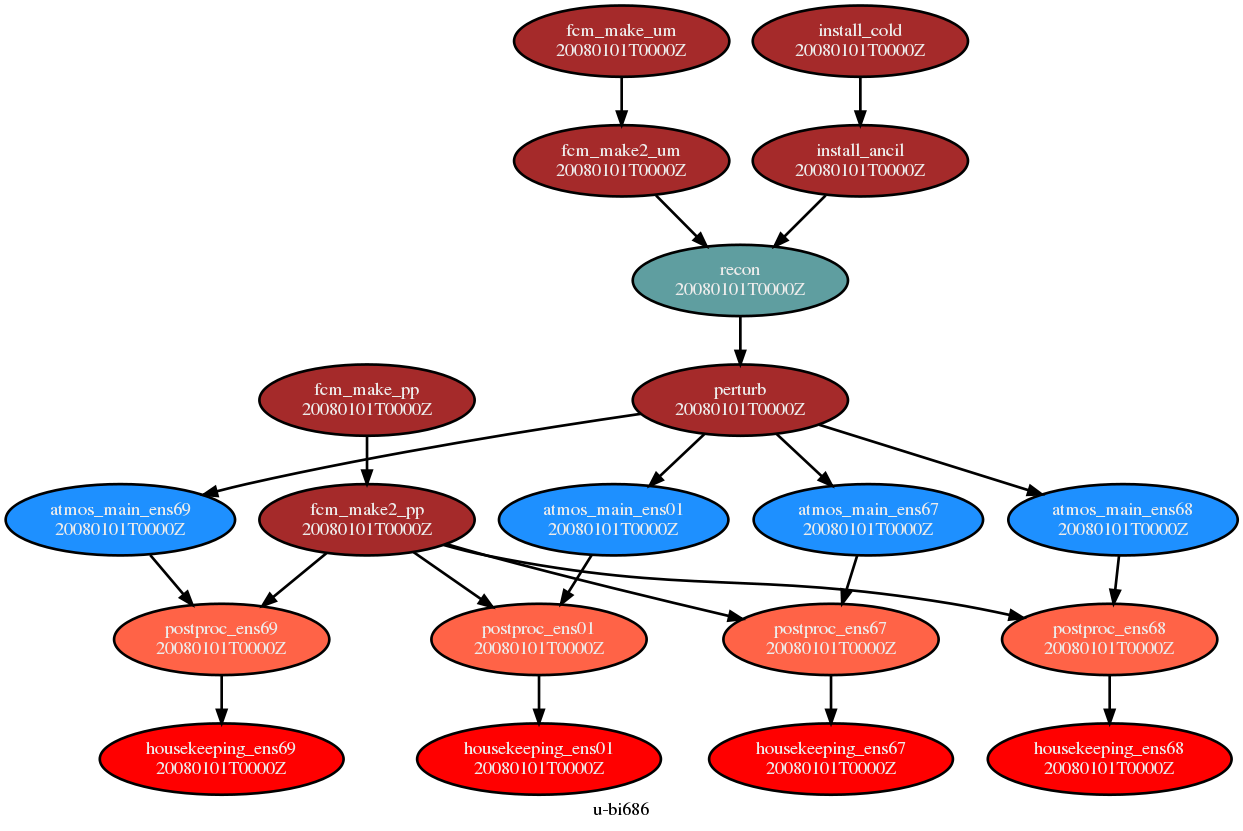 fcm_make_um
20080101T0000Z
install_cold
20080101T0000Z
fcm_make2_um
20080101T0000Z
install_ancil
20080101T0000Z
recon
20080101T0000Z
fcm_make_pp
20080101T0000Z
perturb
20080101T0000Z
atmos_main_ens69
20080101T0000Z
fcm_make2_pp
20080101T0000Z
atmos_main_ens01
20080101T0000Z
atmos_main_ens67
20080101T0000Z
atmos_main_ens68
20080101T0000Z
postproc_ens69
20080101T0000Z
postproc_ens01
20080101T0000Z
postproc_ens67
20080101T0000Z
postproc_ens68
20080101T0000Z
housekeeping_ens69
20080101T0000Z
housekeeping_ens01
20080101T0000Z
housekeeping_ens67
20080101T0000Z
housekeeping_ens68
20080101T0000Z
u-bi686